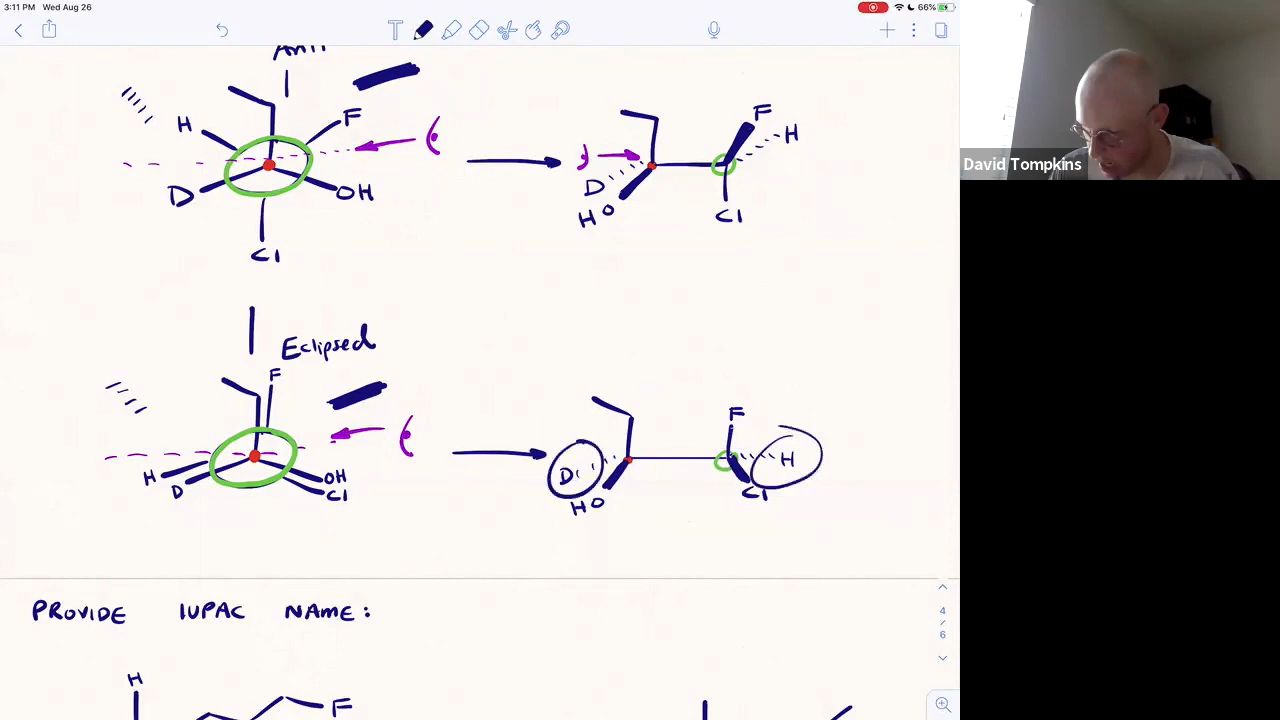 3:11 PM Wed Aug 26
66%
T
Anti
H
F
D
OH
Cl
F
H
D
HO
Cl
David Tompkins
Eclipsed
F
H
D
OH
Cl
F
D
H
HO
Cl
4
/
6
PROVIDE IUPAC NAME:
H
F